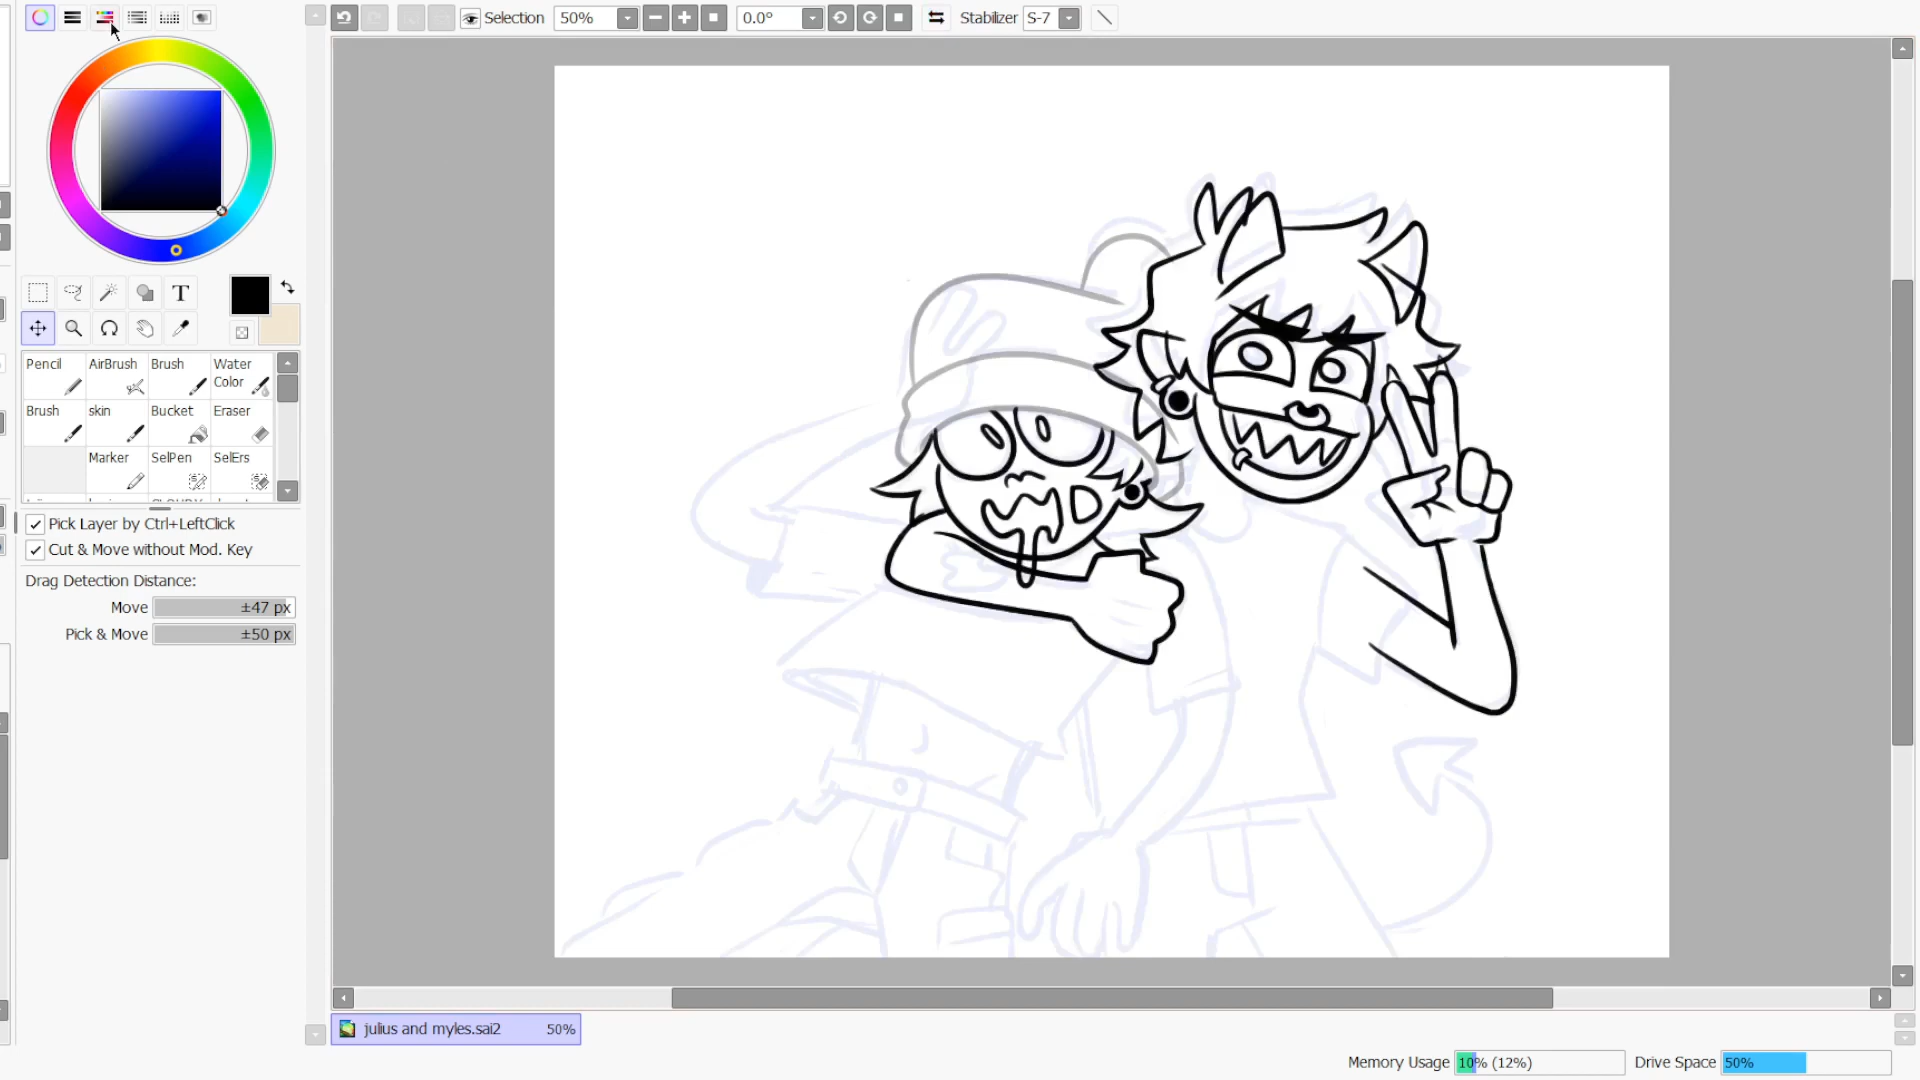 Selection 50% 0.0° Stabilizer S-7
T
Pencil AirBrush Brush Water Color
Brush skin Bucket Eraser
Marker SelPen SelErs
Pick Layer by Ctrl+LeftClick
Cut & Move without Mod. Key
Drag Detection Distance:
Move ±47 px
Pick & Move ±50 px
julius and myles.sai2 50%
Memory Usage 10% (12%) Drive Space 50%